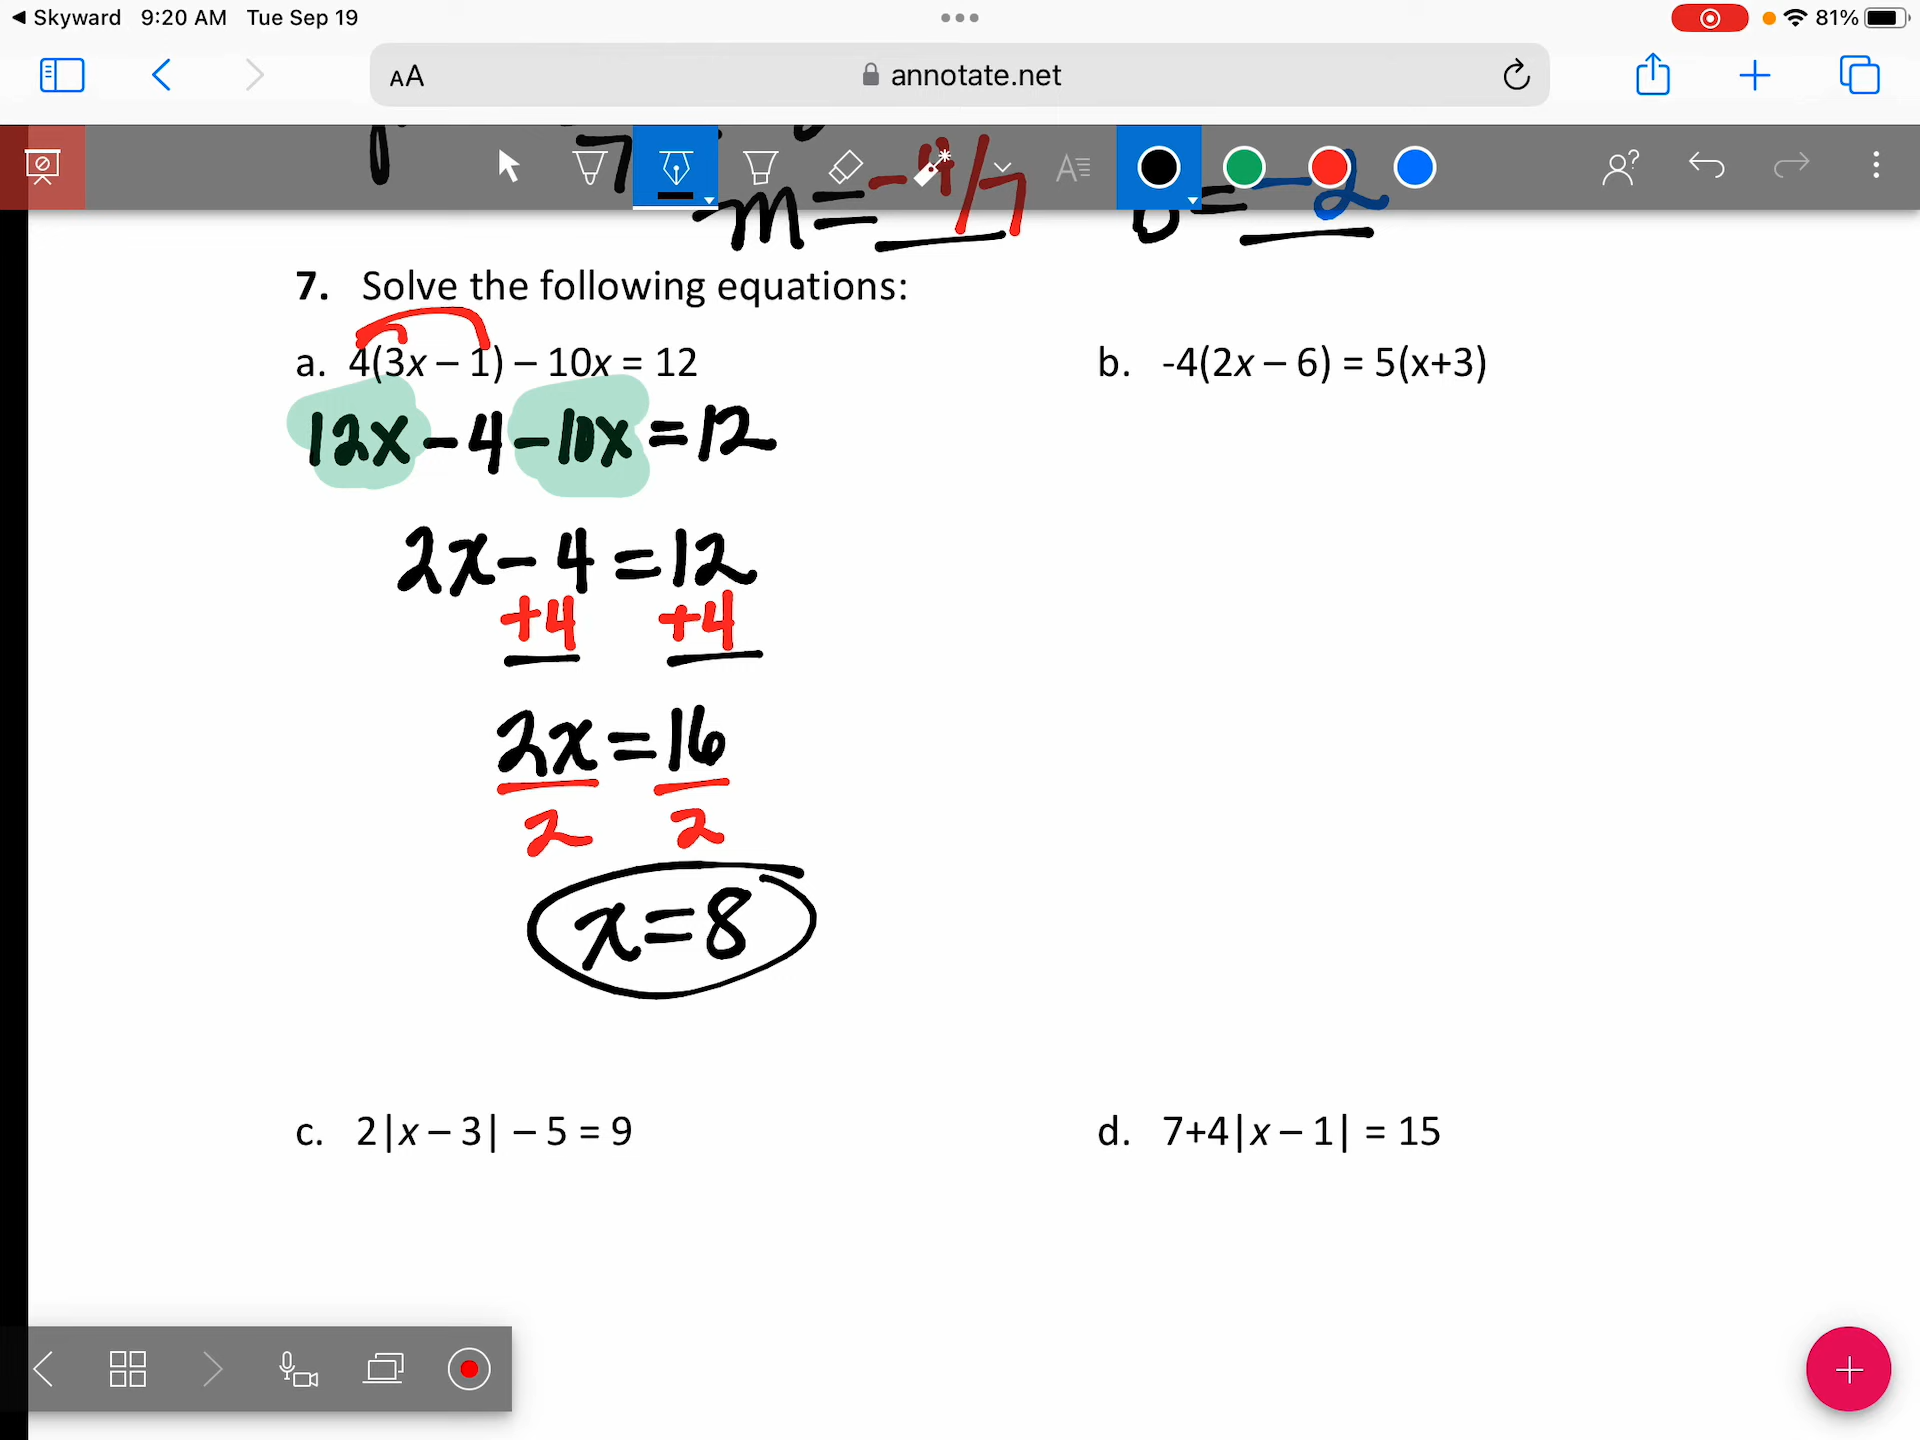 Skyward 9:20 AM Tue Sep 19 81%
AA annotate.net
7
m = -4/7 b = -2
7. Solve the following equations:
a. 4(3x – 1) – 10x = 12
12x - 4 - 10x = 12
2x - 4 = 12
+4 +4
2x = 16
2 2
x = 8
b. -4(2x – 6) = 5(x+3)
c. 2|x – 3| – 5 = 9
d. 7+4|x – 1| = 15